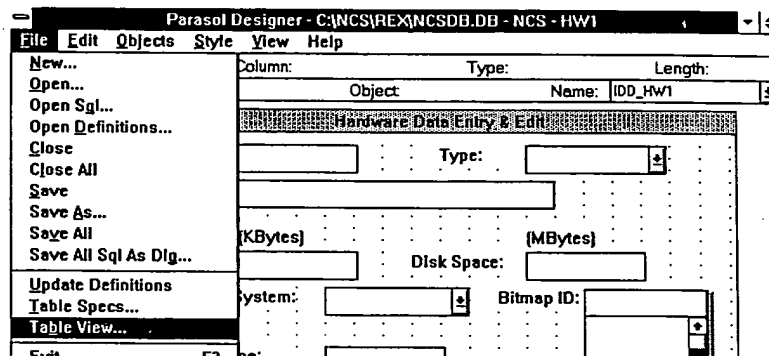 Parasol Designer - C:\NCS\REX\NCSDB.DB - NCS - HW1
File Edit Objects Style View Help
New...
Column: Type: Length:
Open...
Object: Name: IDD_HW1
Open Sql...
Open Definitions...
Hardware Data Entry & Edit
Close
Type:
Close All
Save
Save As...
Save All
(KBytes) (MBytes)
Save All Sql As Dlg...
Disk Space:
Update Definitions
System: Bitmap ID:
Table Specs...
Table View...
Exit F3